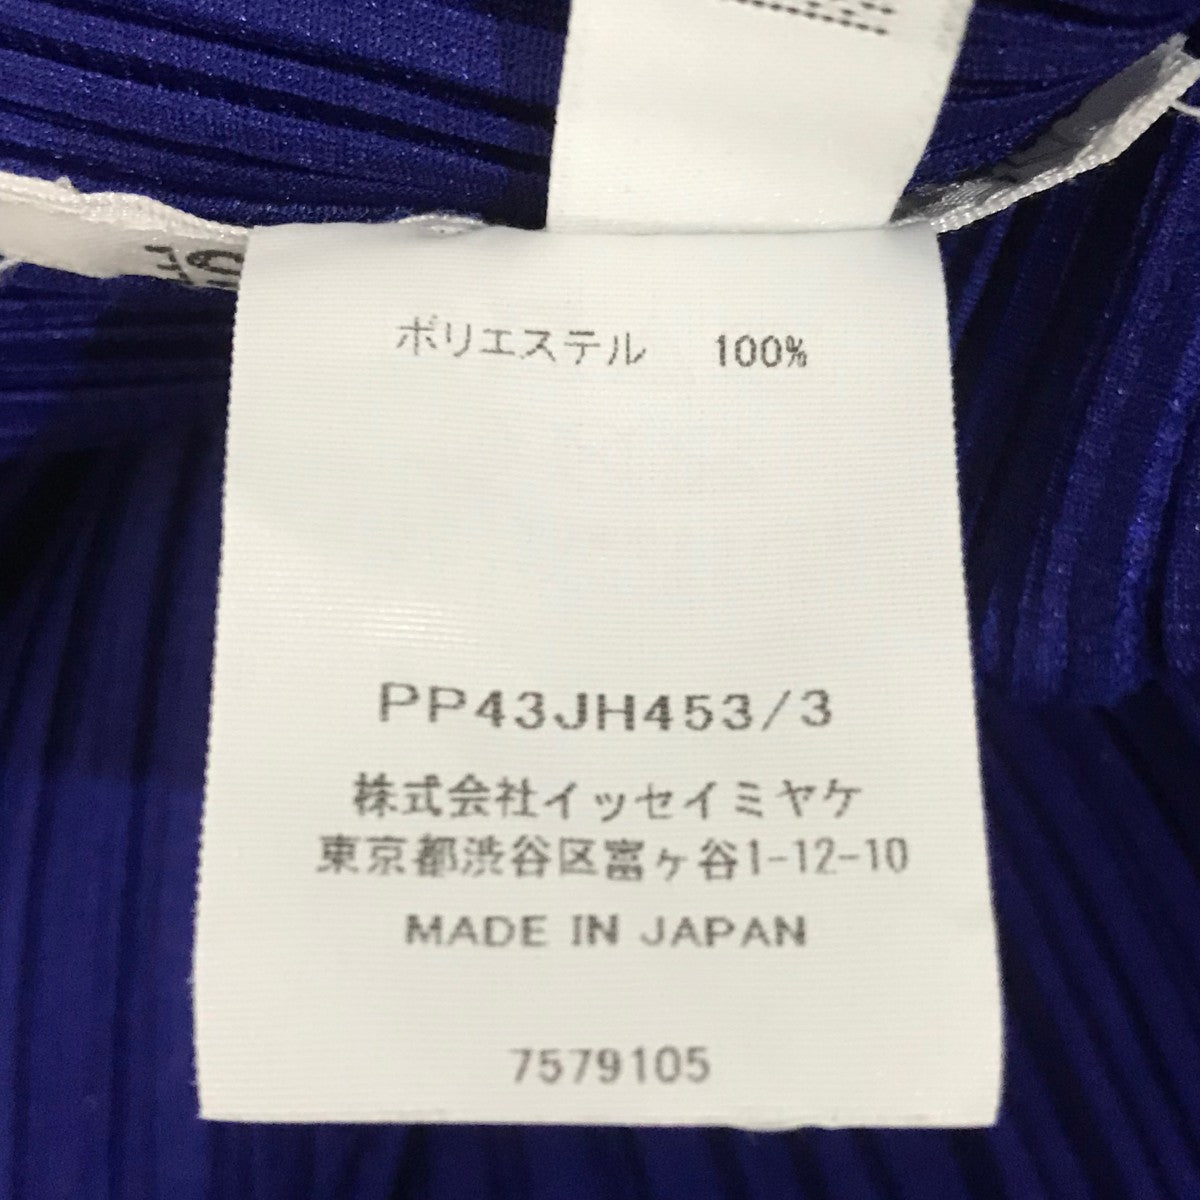 ポリエステル 100%
PP43JH453/3
株式会社イッセイミヤケ
東京都渋谷区富ヶ谷1-12-10
MADE IN JAPAN
7579105